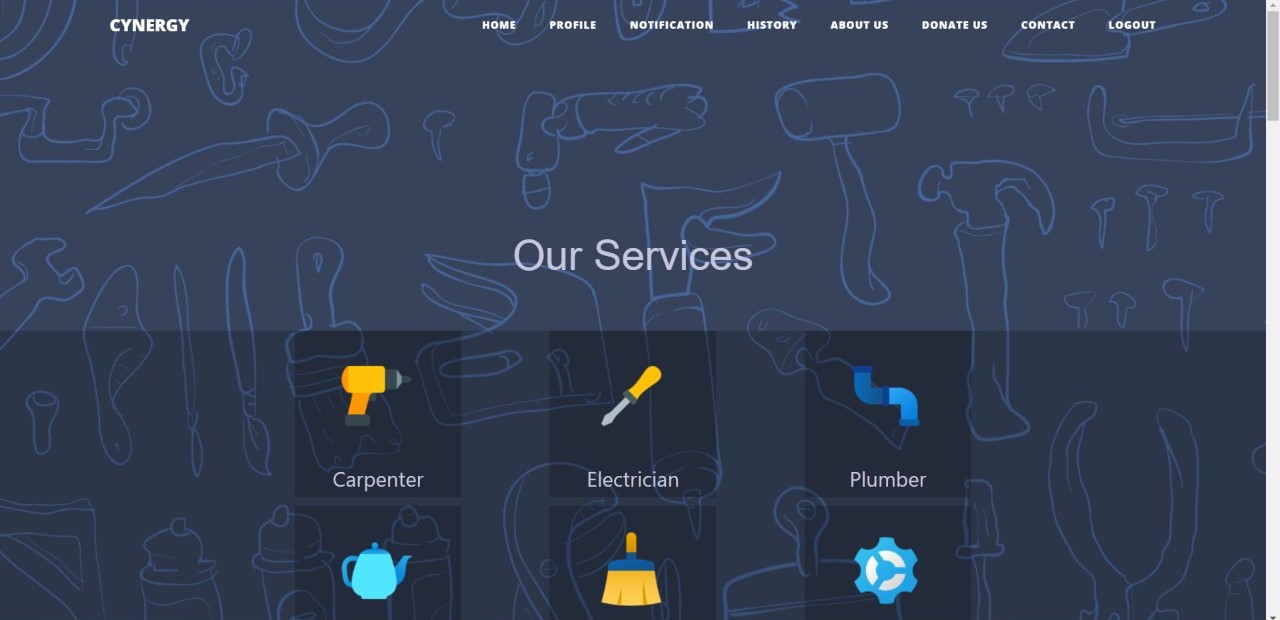 CYNERGY HOME PROFILE NOTIFICATION HISTORY ABOUT US DONATE US CONTACT LOGOUT
Our Services
Carpenter Electrician Plumber